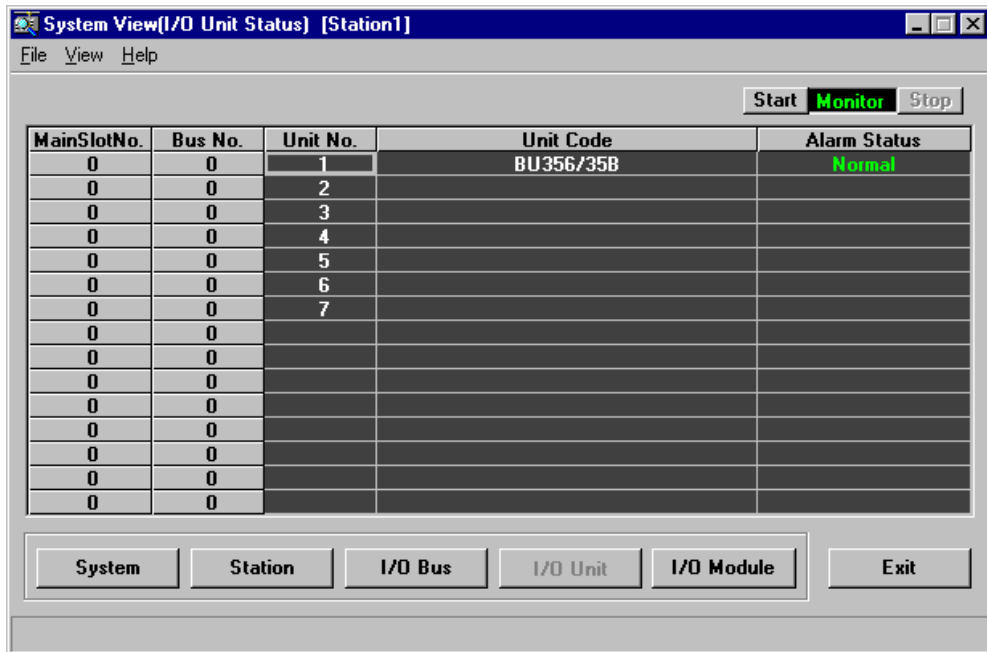 System View(I/O Unit Status) [Station1]
File View Help
Start Monitor Stop
MainSlotNo. Bus No. Unit No. Unit Code Alarm Status
0 0 1 BU356/35B Normal
0 0 2
0 0 3
0 0 4
0 0 5
0 0 6
0 0 7
0 0
0 0
0 0
0 0
0 0
0 0
0 0
0 0
System Station I/O Bus I/O Unit I/O Module Exit